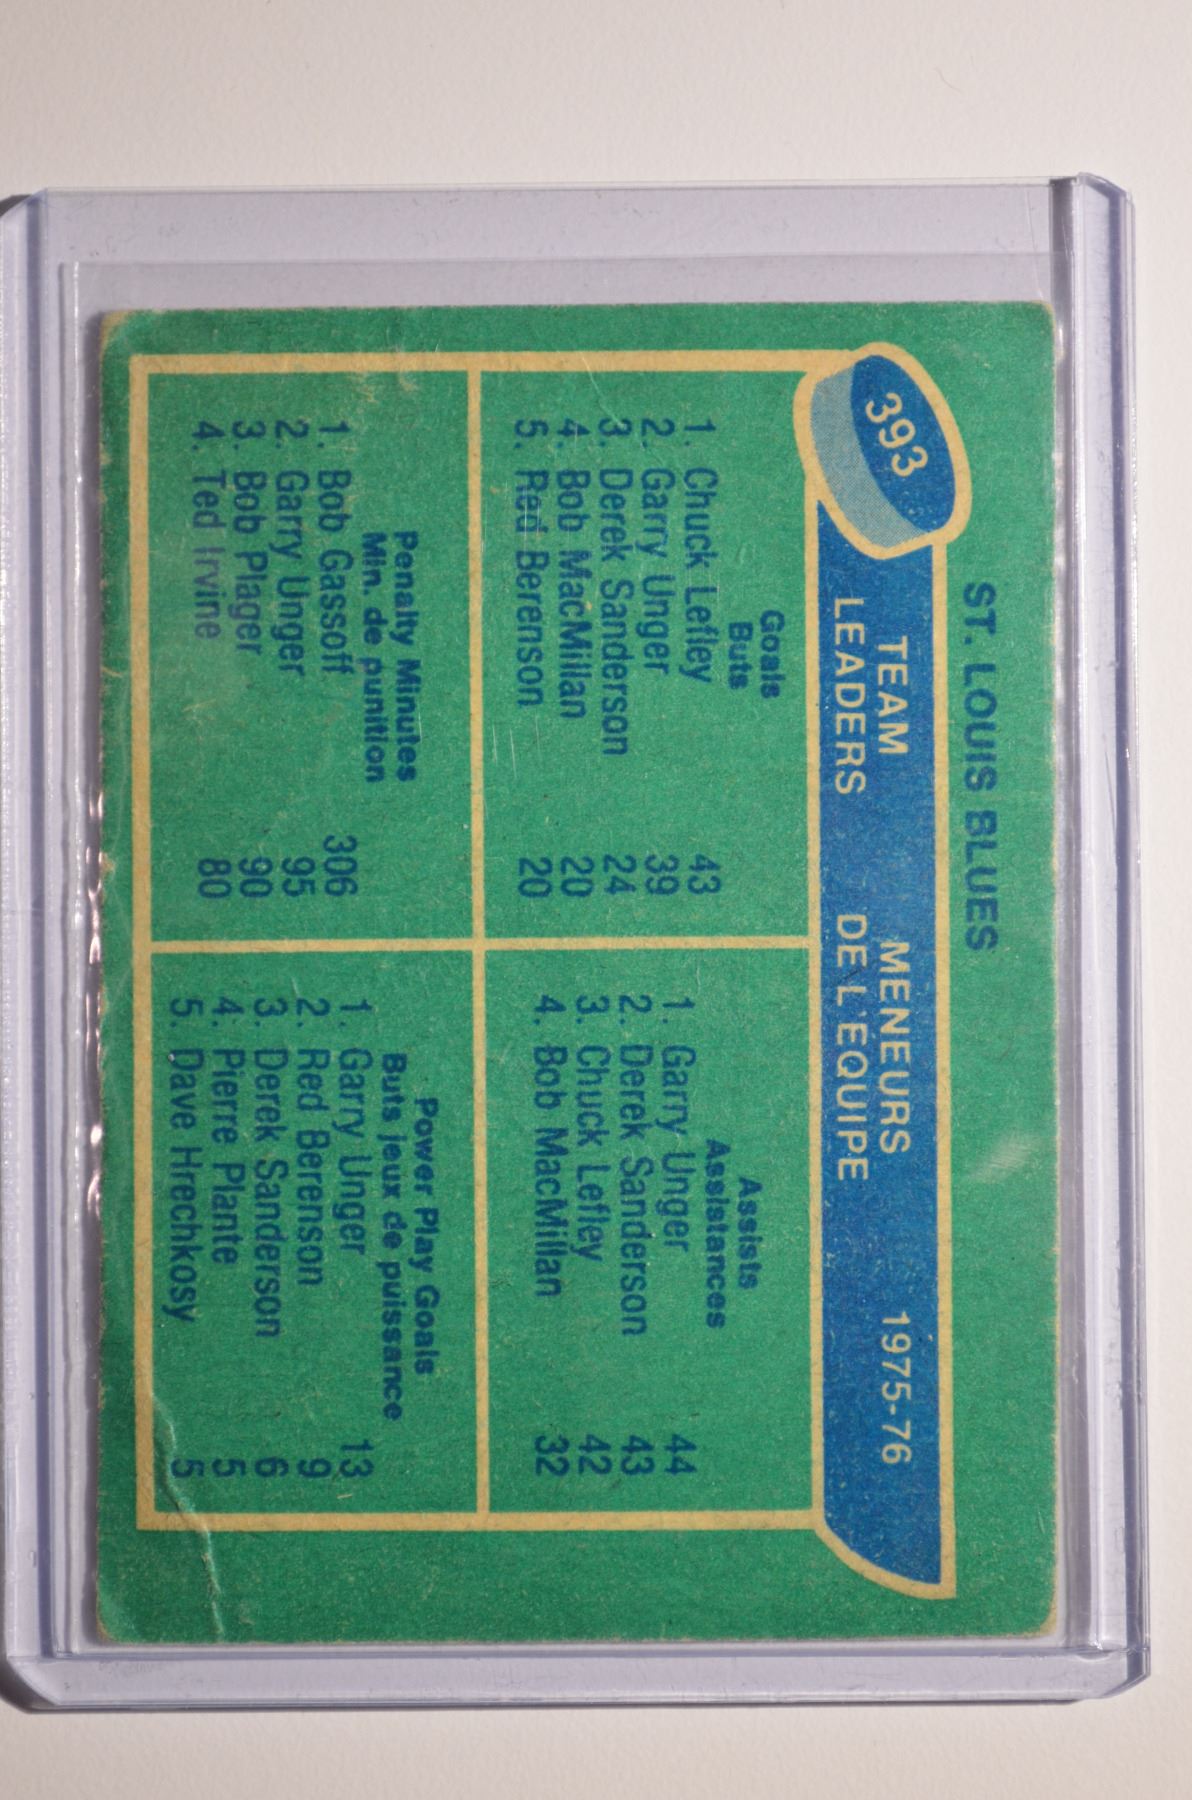 ST. LOUIS BLUES
393
TEAM LEADERS
MENEURS DE L'EQUIPE
1975-76
Goals
Buts
1. Chuck Lefley 43
2. Garry Unger 39
3. Derek Sanderson 24
4. Bob MacMillan 20
5. Red Berenson 20
Assists
Assistances
1. Garry Unger 44
2. Derek Sanderson 43
3. Chuck Lefley 42
4. Bob MacMillan 32
Penalty Minutes
Min. de punition
1. Bob Gassoff 306
2. Garry Unger 95
3. Bob Plager 90
4. Ted Irvine 80
Power Play Goals
Buts jeux de puissance
1. Garry Unger 13
2. Red Berenson 9
3. Derek Sanderson 6
4. Pierre Plante 5
5. Dave Hrechkosy 5